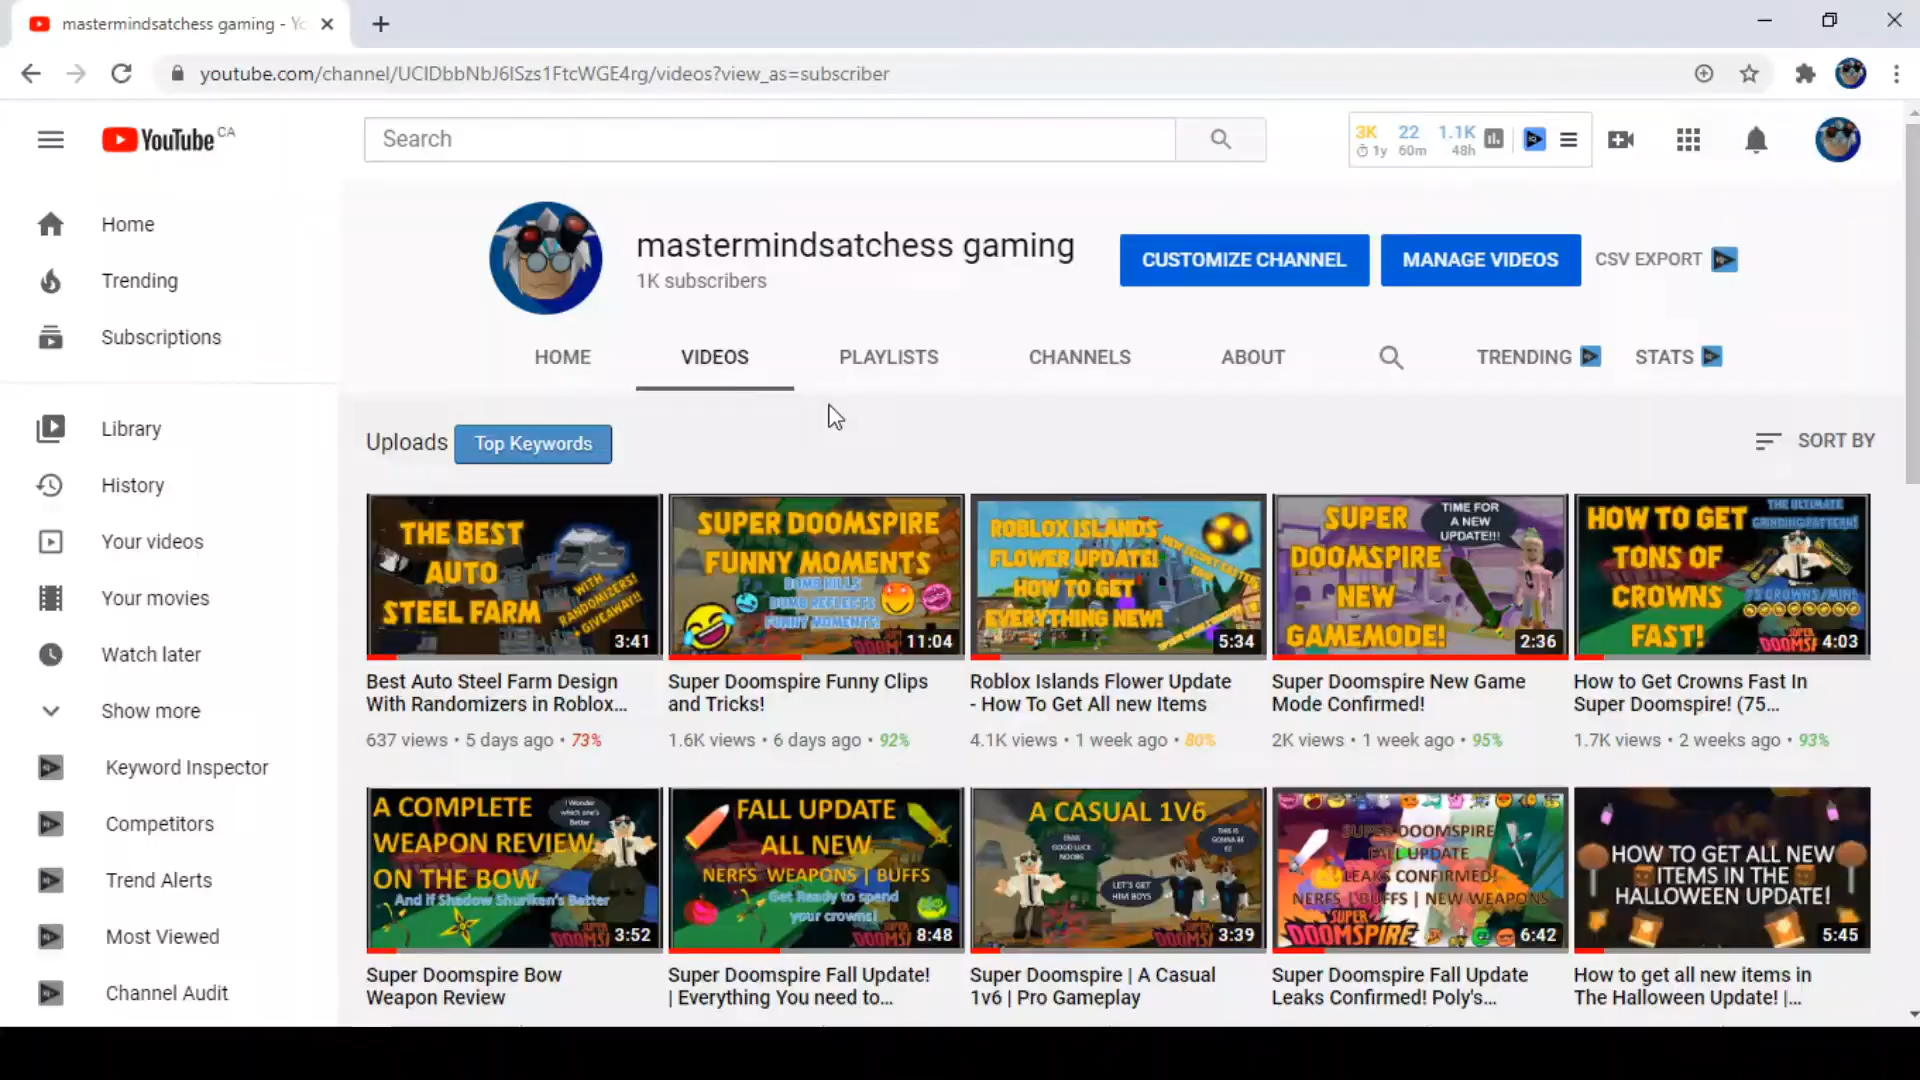 mastermindsatchess gaming - Yo
youtube.com/channel/UCIDbbNbJ6ISzs1FtcWGE4rg/videos?view_as=subscriber
YouTube CA
Search
3K 22 1.1K
1y 60m 48h
Home
Trending
Subscriptions
Library
History
Your videos
Your movies
Watch later
Show more
Keyword Inspector
Competitors
Trend Alerts
Most Viewed
Channel Audit
mastermindsatchess gaming
1K subscribers
CUSTOMIZE CHANNEL
MANAGE VIDEOS
CSV EXPORT
HOME
VIDEOS
PLAYLISTS
CHANNELS
ABOUT
TRENDING
STATS
Uploads
Top Keywords
SORT BY
THE BEST
AUTO
STEEL FARM
WITH
RANDOMIZERS!
+ GIVEAWAY!!
3:41
Best Auto Steel Farm Design
With Randomizers in Roblox...
637 views • 5 days ago • 73%
SUPER DOOMSPIRE
FUNNY MOMENTS
BOMB KILLS
BOMB REFLECTS
FUNNY MOMENTS!
11:04
Super Doomspire Funny Clips
and Tricks!
1.6K views • 6 days ago • 92%
ROBLOX ISLANDS
FLOWER UPDATE!
HOW TO GET
EVERYTHING NEW!
5:34
Roblox Islands Flower Update
- How To Get All new Items
4.1K views • 1 week ago • 80%
SUPER
DOOMSPIRE
NEW
GAMEMODE!
TIME FOR
A NEW
UPDATE!!!
2:36
Super Doomspire New Game
Mode Confirmed!
2K views • 1 week ago • 95%
HOW TO GET
TONS OF
CROWNS
FAST!
THE ULTIMATE
GRINDING PATTERN!
75 CROWNS/MIN!
4:03
How to Get Crowns Fast In
Super Doomspire! (75...
1.7K views • 2 weeks ago • 93%
A COMPLETE
WEAPON REVIEW
ON THE BOW
And If Shadow Shuriken's Better
I Wonder
which one's
Better
3:52
Super Doomspire Bow
Weapon Review
FALL UPDATE
ALL NEW
NERFS WEAPONS | BUFFS
Get Ready to spend
your crowns!
8:48
Super Doomspire Fall Update!
| Everything You need to...
A CASUAL 1V6
GOOD LUCK
NOOBS
LET'S GET
HIM BOYS
THIS IS
GONNA BE
EZ
3:39
Super Doomspire | A Casual
1v6 | Pro Gameplay
SUPER DOOMSPIRE
FALL UPDATE
LEAKS CONFIRMED!
NERFS | BUFFS | NEW WEAPONS
SUPER
DOOMSPIRE
6:42
Super Doomspire Fall Update
Leaks Confirmed! Poly's...
HOW TO GET ALL NEW
ITEMS IN THE
HALLOWEEN UPDATE!
5:45
How to get all new items in
The Halloween Update! |...